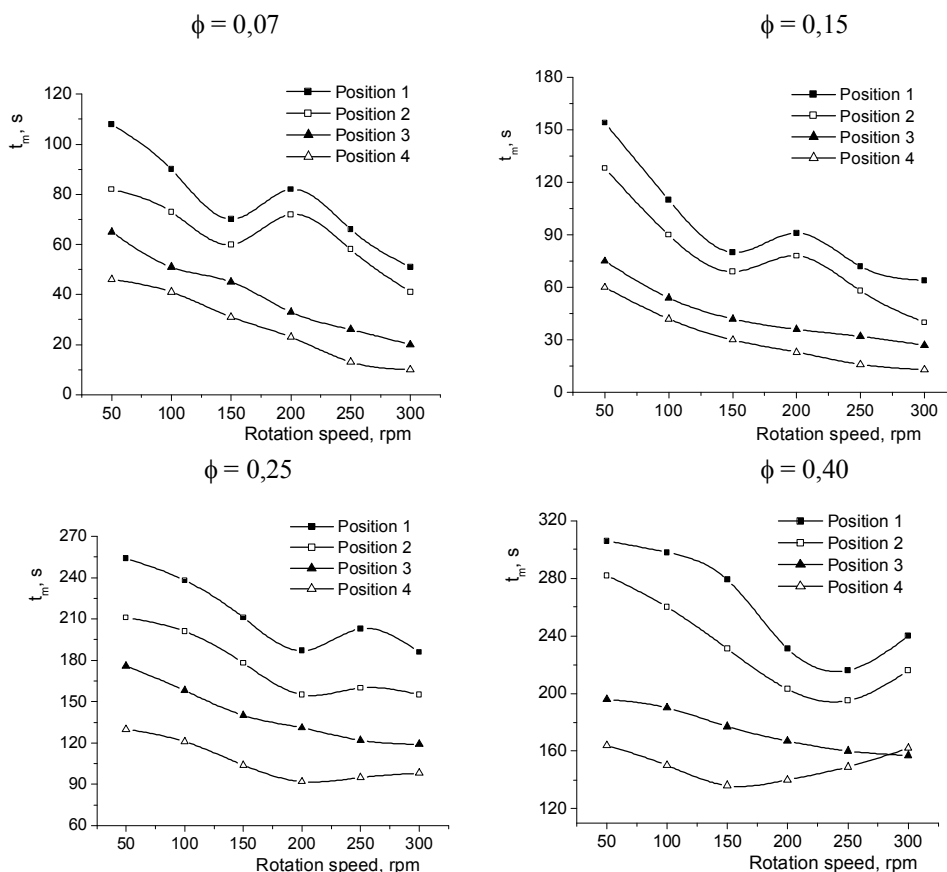 ϕ = 0,07
t_m, s
120
100
80
60
40
20
0
Position 1
Position 2
Position 3
Position 4
50 100 150 200 250 300
Rotation speed, rpm
ϕ = 0,15
t_m, s
180
150
120
90
60
30
0
Position 1
Position 2
Position 3
Position 4
50 100 150 200 250 300
Rotation speed, rpm
ϕ = 0,25
t_m, s
270
240
210
180
150
120
90
60
Position 1
Position 2
Position 3
Position 4
50 100 150 200 250 300
Rotation speed, rpm
ϕ = 0,40
t_m, s
320
280
240
200
160
120
Position 1
Position 2
Position 3
Position 4
50 100 150 200 250 300
Rotation speed, rpm